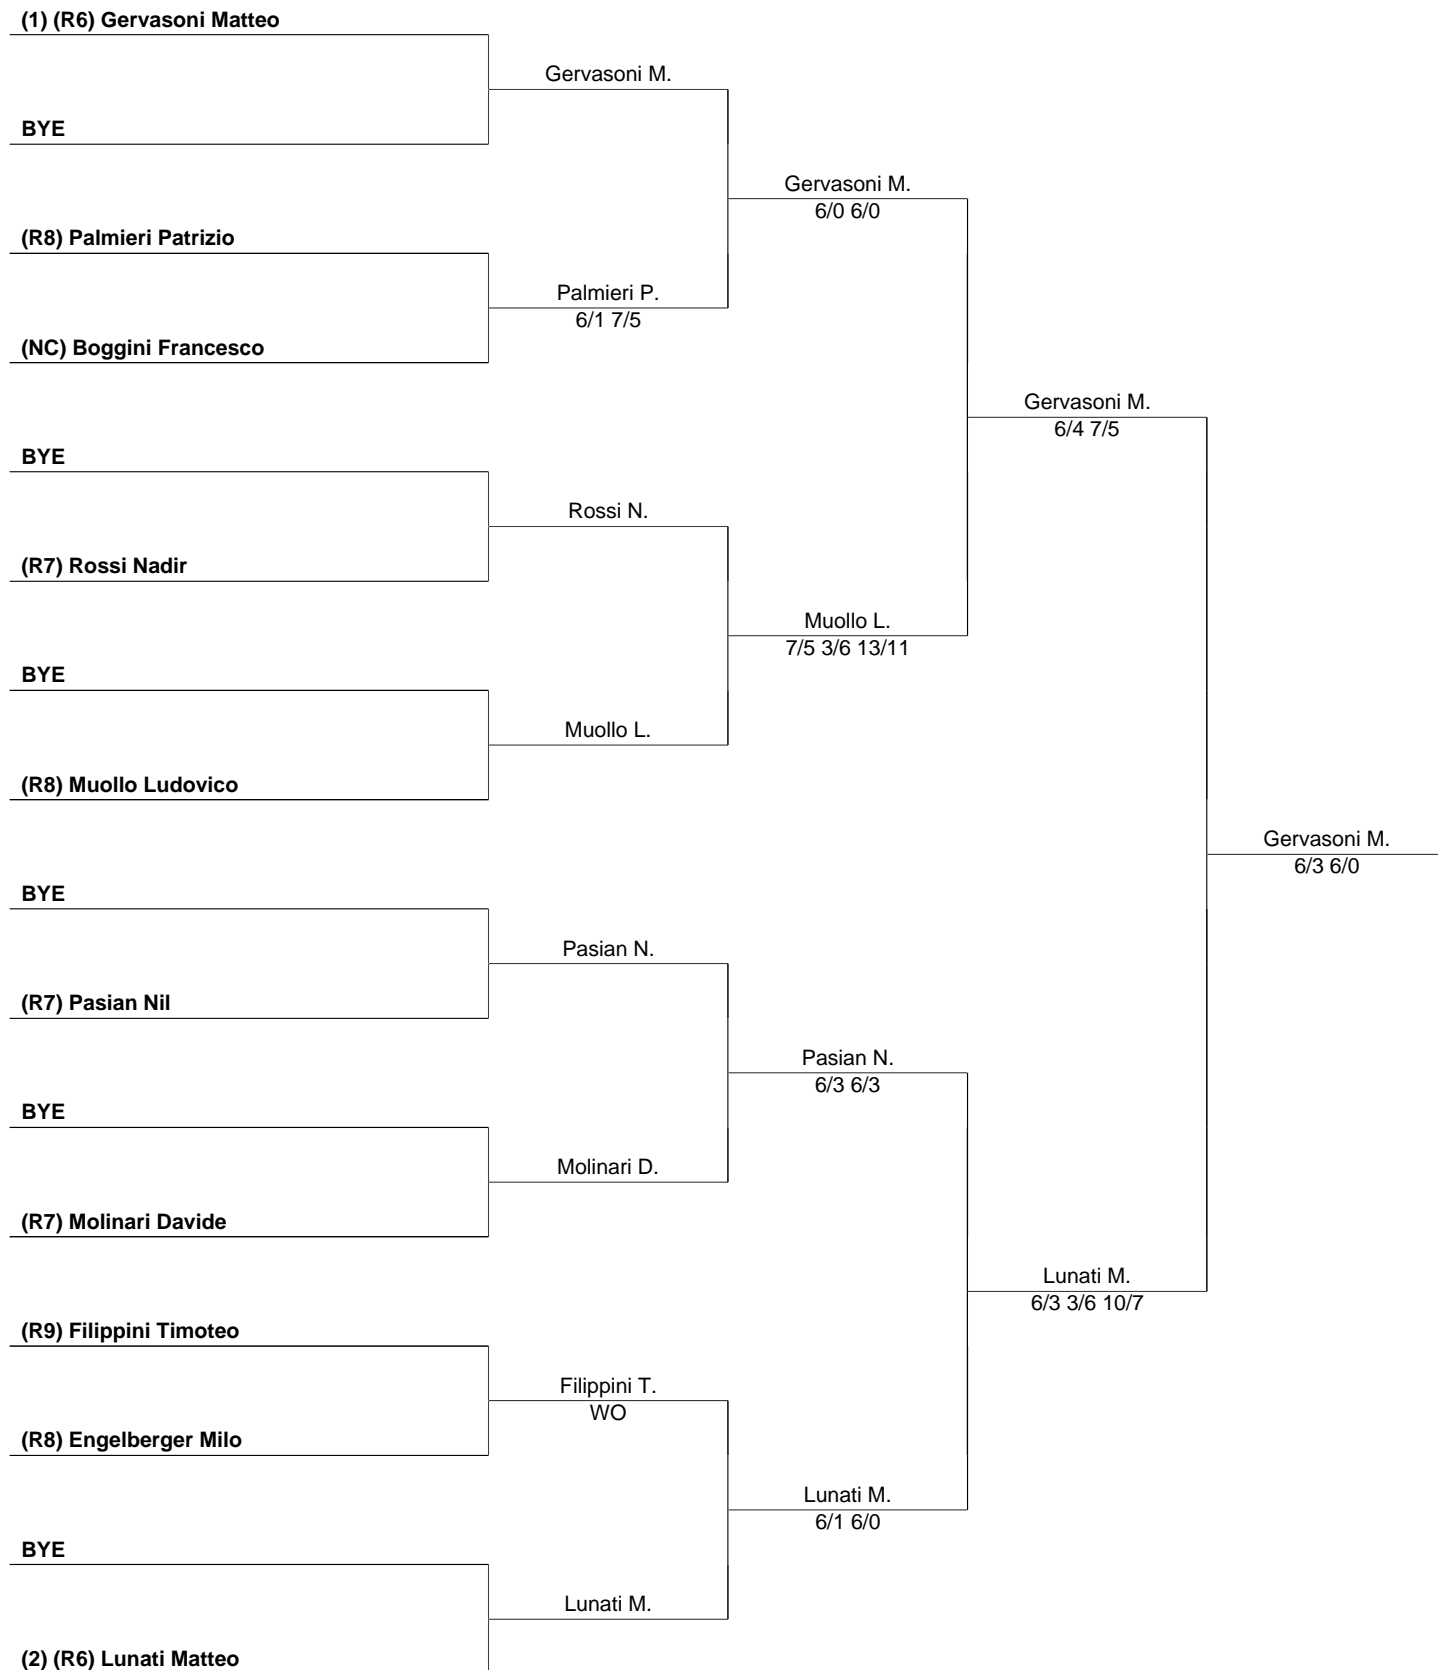 (1) (R6) Gervasoni Matteo
Gervasoni M.
BYE
Gervasoni M.
6/0 6/0
(R8) Palmieri Patrizio
Palmieri P.
6/1 7/5
(NC) Boggini Francesco
Gervasoni M.
6/4 7/5
BYE
Rossi N.
(R7) Rossi Nadir
Muollo L.
7/5 3/6 13/11
BYE
Muollo L.
(R8) Muollo Ludovico
Gervasoni M.
6/3 6/0
BYE
Pasian N.
(R7) Pasian Nil
Pasian N.
6/3 6/3
BYE
Molinari D.
(R7) Molinari Davide
Lunati M.
6/3 3/6 10/7
(R9) Filippini Timoteo
Filippini T.
WO
(R8) Engelberger Milo
Lunati M.
6/1 6/0
BYE
Lunati M.
(2) (R6) Lunati Matteo